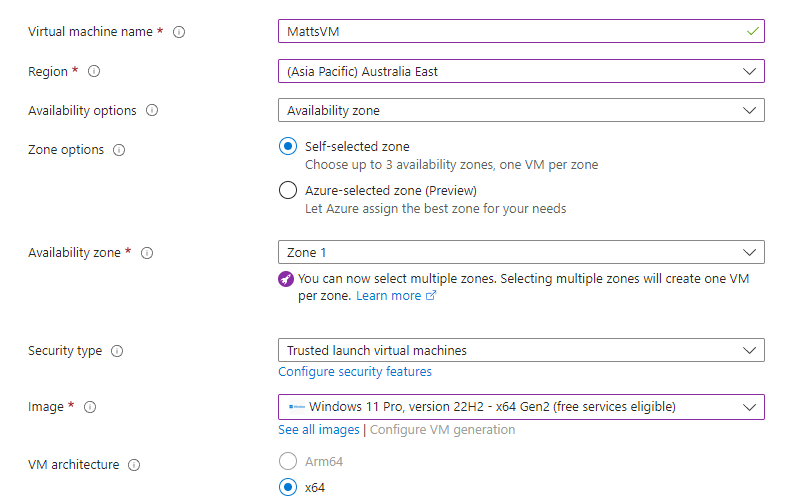 Virtual machine name *
MattsVM
Region *
(Asia Pacific) Australia East
Availability options
Availability zone
Zone options
Self-selected zone
Choose up to 3 availability zones, one VM per zone
Azure-selected zone (Preview)
Let Azure assign the best zone for your needs
Availability zone *
Zone 1
You can now select multiple zones. Selecting multiple zones will create one VM
per zone. Learn more
Security type
Trusted launch virtual machines
Configure security features
Image *
Windows 11 Pro, version 22H2 - x64 Gen2 (free services eligible)
See all images | Configure VM generation
VM architecture
Arm64
x64